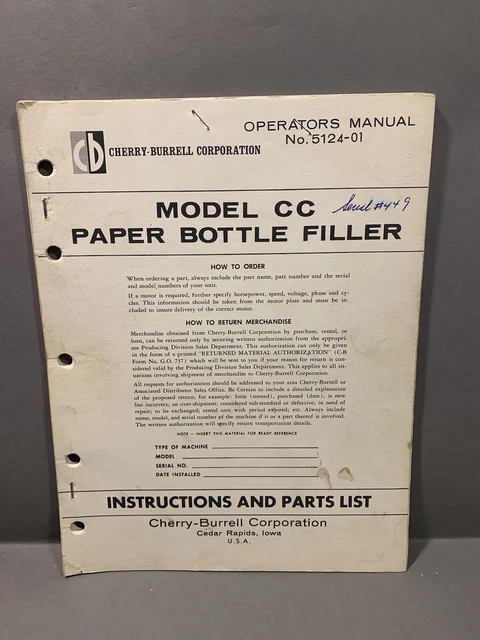 OPERATORS MANUAL
No. 5124-01
cb CHERRY-BURRELL CORPORATION
MODEL CC Serial #449
PAPER BOTTLE FILLER
HOW TO ORDER
When ordering a part, always include the part name, part number and the serial
and model numbers of your unit.
If a motor is required, further specify horsepower, speed, voltage, phase and cy-
cles. This information should be taken from the motor plate and must be in-
cluded to insure delivery of the correct motor.
HOW TO RETURN MERCHANDISE
Merchandise obtained from Cherry-Burrell Corporation by purchase, rental, or
loan, can be returned only by securing written authorization from the appropri-
ate Producing Division Sales Department. This authorization can only be given
in the form of a printed "RETURNED MATERIAL AUTHORIZATION" (C-B
Form No. G.O. 737) which will be sent to you if your reason for return is con-
sidered valid by the Producing Division Sales Department. This applies to all sit-
uations involving shipment of merchandise to Cherry-Burrell Corporation.
All requests for authorization should be addressed to your area Cherry-Burrell or
Associated Distributor Sales Office. Be Certain to include a detailed explanation
of the proposed return; for example: item (named), purchased (date), is new
but incorrect; an over-shipment; considered sub-standard or defective; in need of
repair; to be exchanged; rental unit with period expired; etc. Always include
name, model, and serial number of the machine if it or a part thereof is involved.
The written authorization will specify return transportation details.
NOTE – INSERT THIS MATERIAL FOR READY REFERENCE
TYPE OF MACHINE
MODEL
SERIAL NO.
DATE INSTALLED
INSTRUCTIONS AND PARTS LIST
Cherry-Burrell Corporation
Cedar Rapids, Iowa
U.S.A.